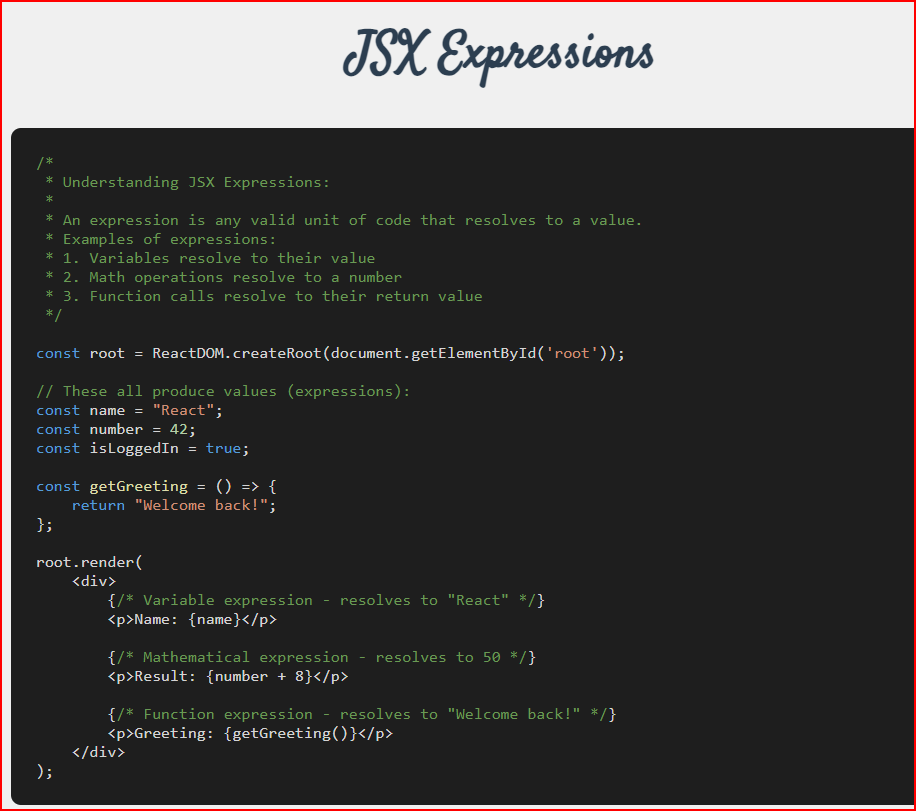 JSX Expressions
/*
 * Understanding JSX Expressions:
 *
 * An expression is any valid unit of code that resolves to a value.
 * Examples of expressions:
 * 1. Variables resolve to their value
 * 2. Math operations resolve to a number
 * 3. Function calls resolve to their return value
 */
const root = ReactDOM.createRoot(document.getElementById('root'));
// These all produce values (expressions):
const name = "React";
const number = 42;
const isLoggedIn = true;
const getGreeting = () => {
    return "Welcome back!";
};
root.render(
    <div>
        {/* Variable expression - resolves to "React" */}
        <p>Name: {name}</p>
        {/* Mathematical expression - resolves to 50 */}
        <p>Result: {number + 8}</p>
        {/* Function expression - resolves to "Welcome back!" */}
        <p>Greeting: {getGreeting()}</p>
    </div>
);